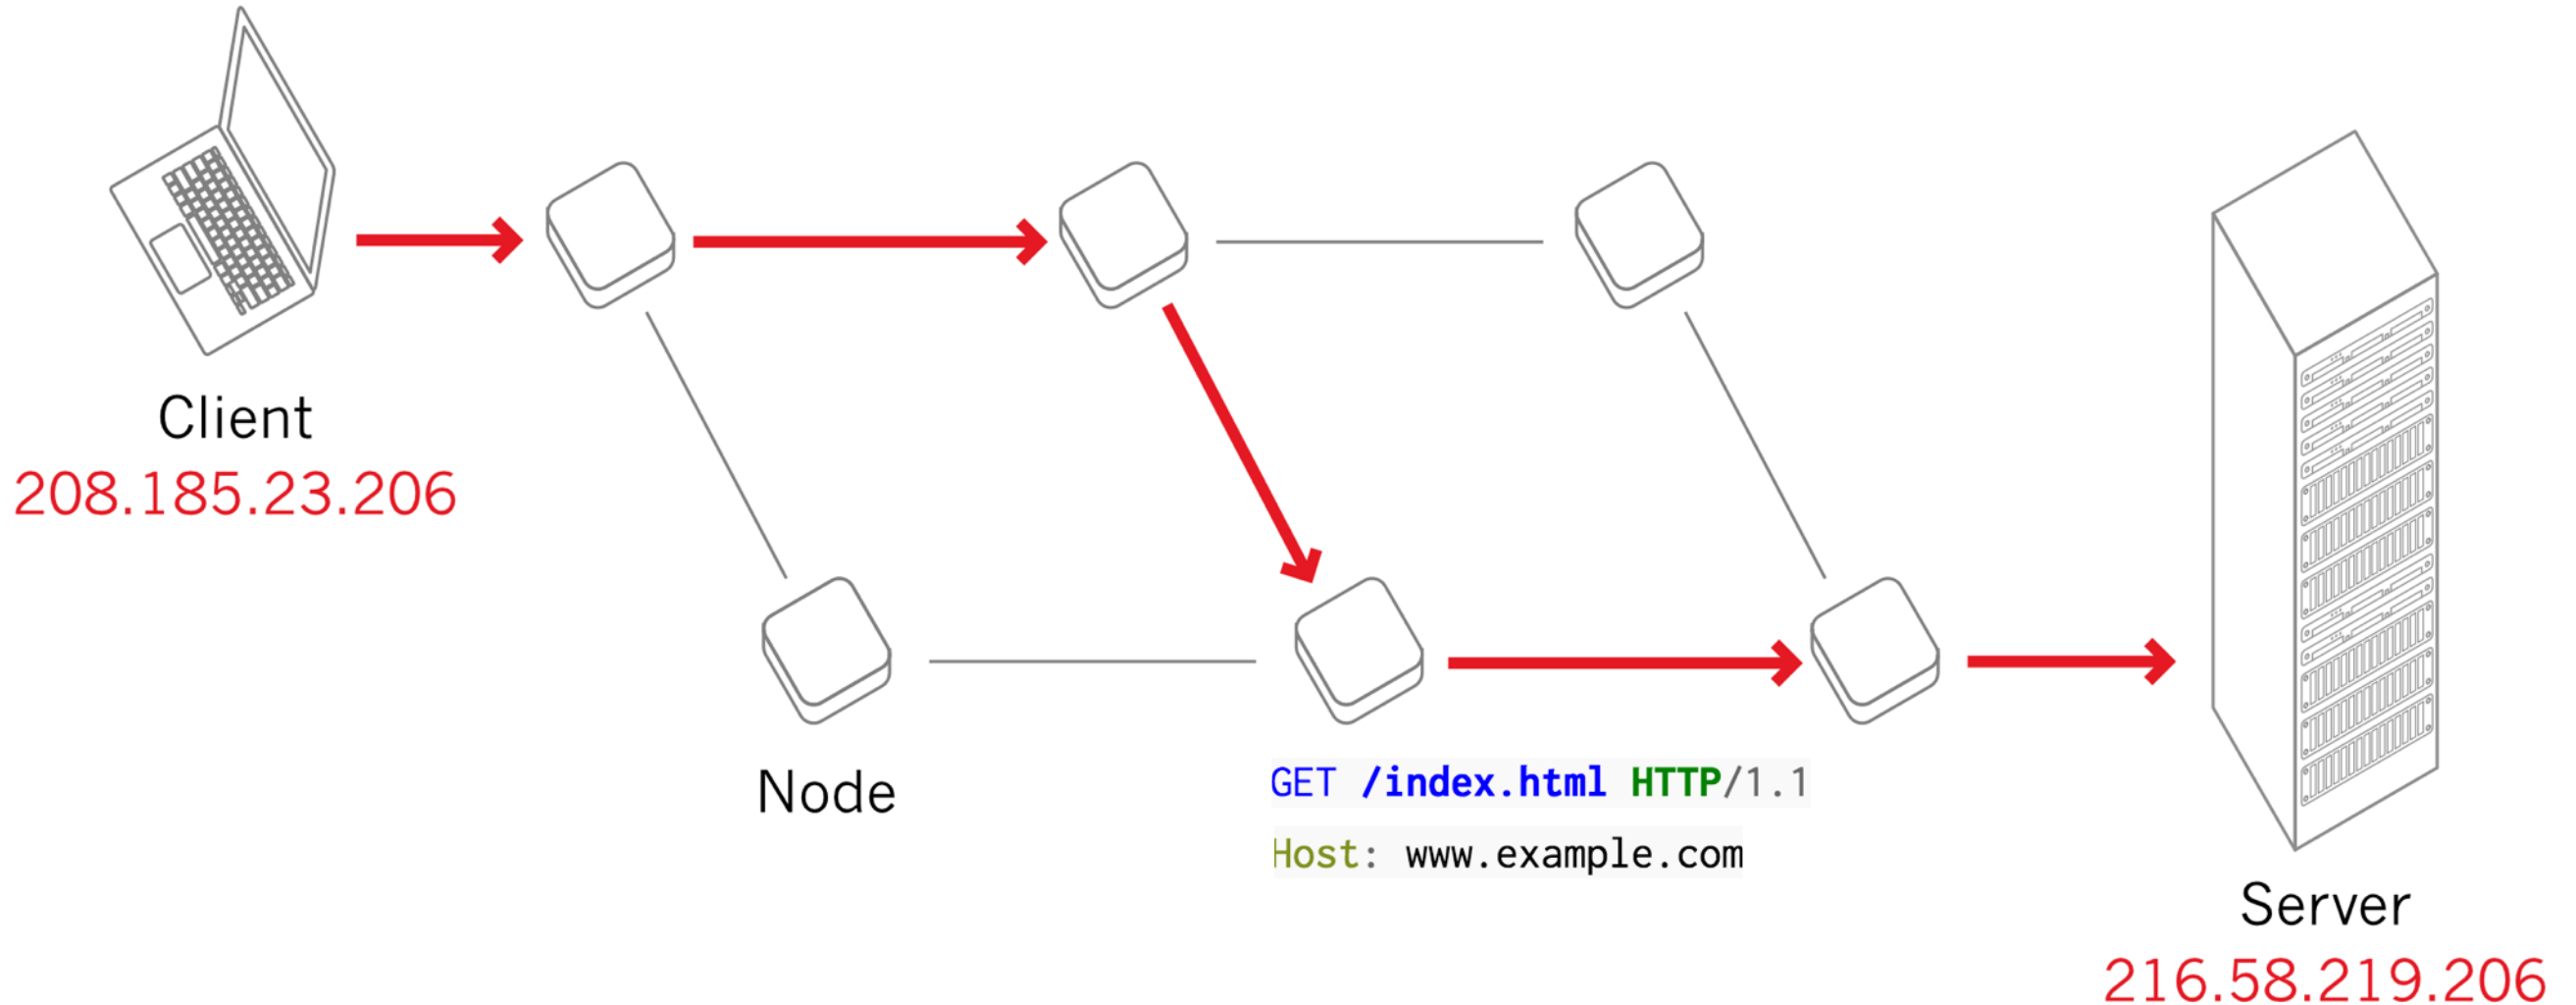 Client
208.185.23.206
Node
GET /index.html HTTP/1.1
Host: www.example.com
Server
216.58.219.206